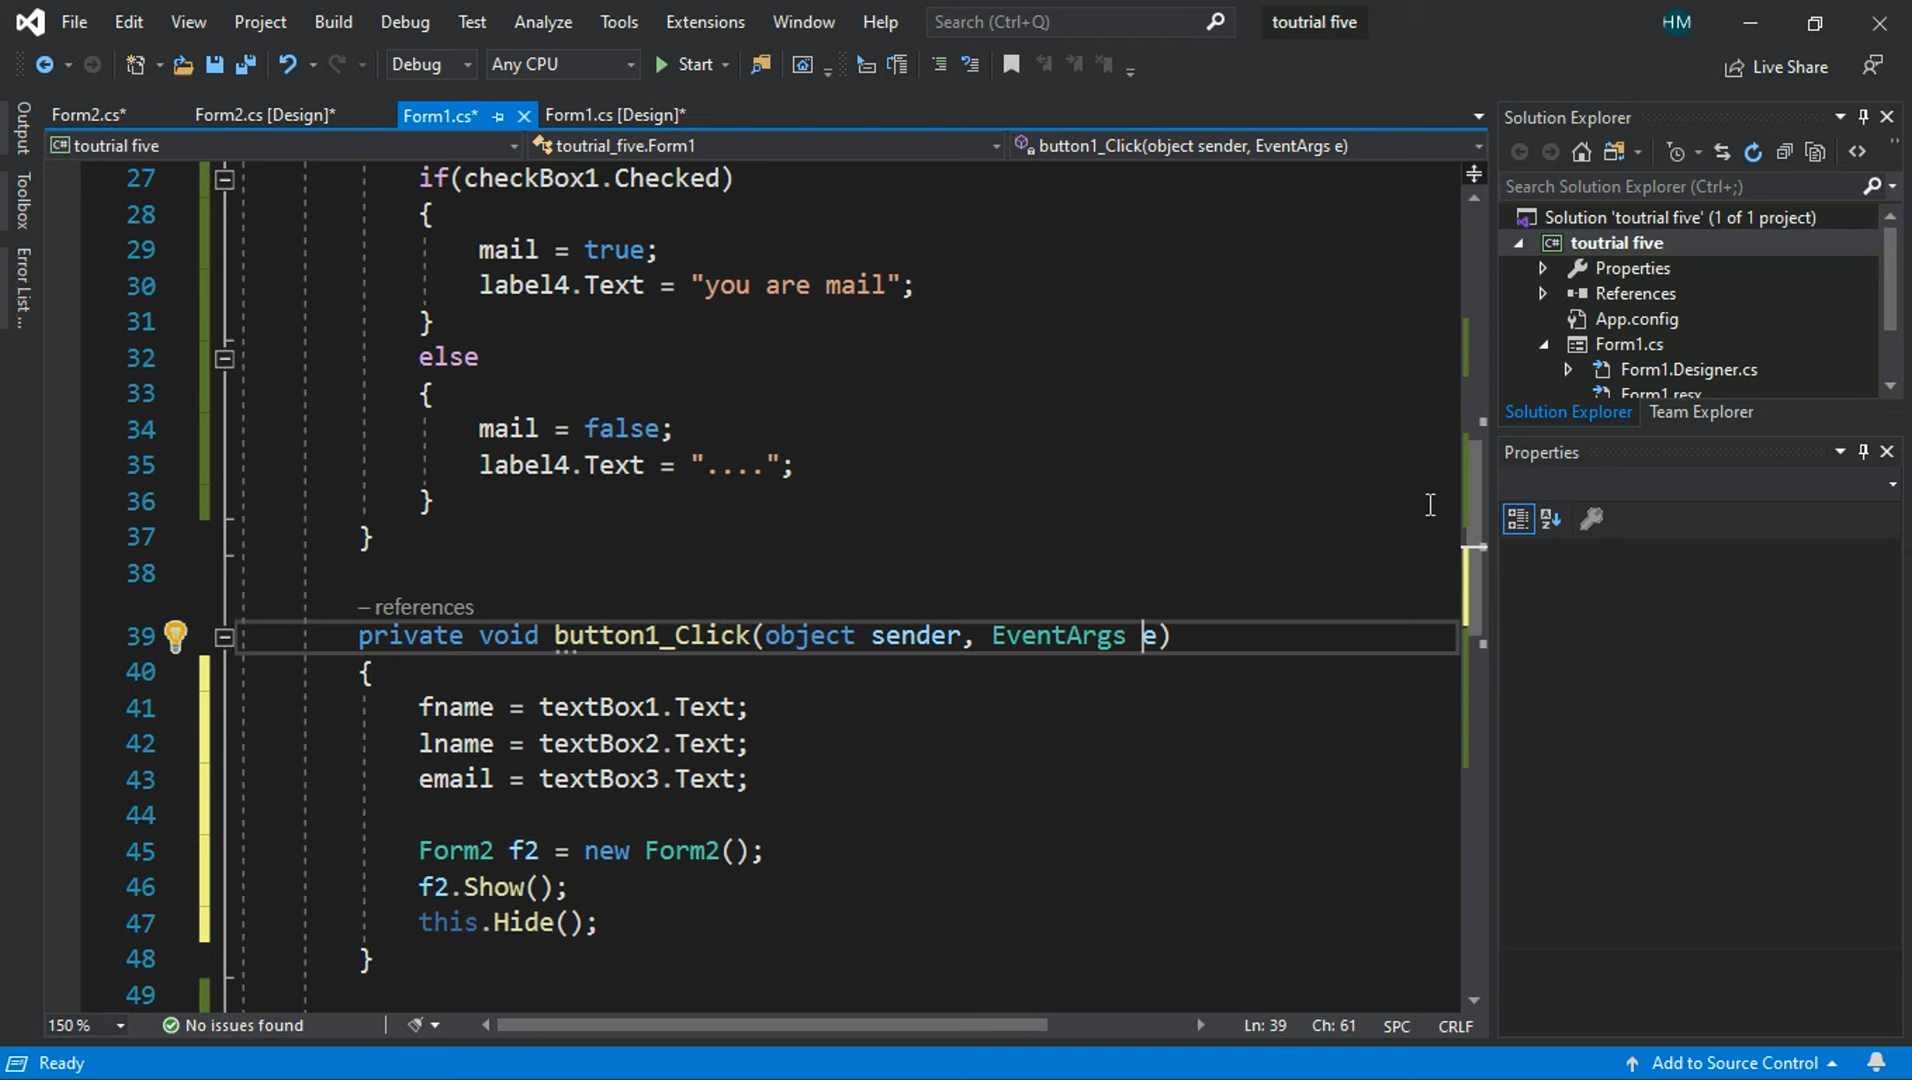 File Edit View Project Build Debug Test Analyze Tools Extensions Window Help Search (Ctrl+Q) toutrial five HM
Debug Any CPU Start Live Share
Form2.cs* Form2.cs [Design]* Form1.cs* Form1.cs [Design]*
toutrial five toutrial_five.Form1 button1_Click(object sender, EventArgs e)
Output
Toolbox
Error List ...
27 if(checkBox1.Checked)
28 {
29 mail = true;
30 label4.Text = "you are mail";
31 }
32 else
33 {
34 mail = false;
35 label4.Text = "....";
36 }
37 }
38
– references
39 private void button1_Click(object sender, EventArgs e)
40 {
41 fname = textBox1.Text;
42 lname = textBox2.Text;
43 email = textBox3.Text;
44
45 Form2 f2 = new Form2();
46 f2.Show();
47 this.Hide();
48 }
49
150 % No issues found Ln: 39 Ch: 61 SPC CRLF
Solution Explorer
Search Solution Explorer (Ctrl+;)
Solution 'toutrial five' (1 of 1 project)
C# toutrial five
Properties
References
App.config
Form1.cs
Form1.Designer.cs
Form1.resx
Solution Explorer Team Explorer
Properties
Ready Add to Source Control